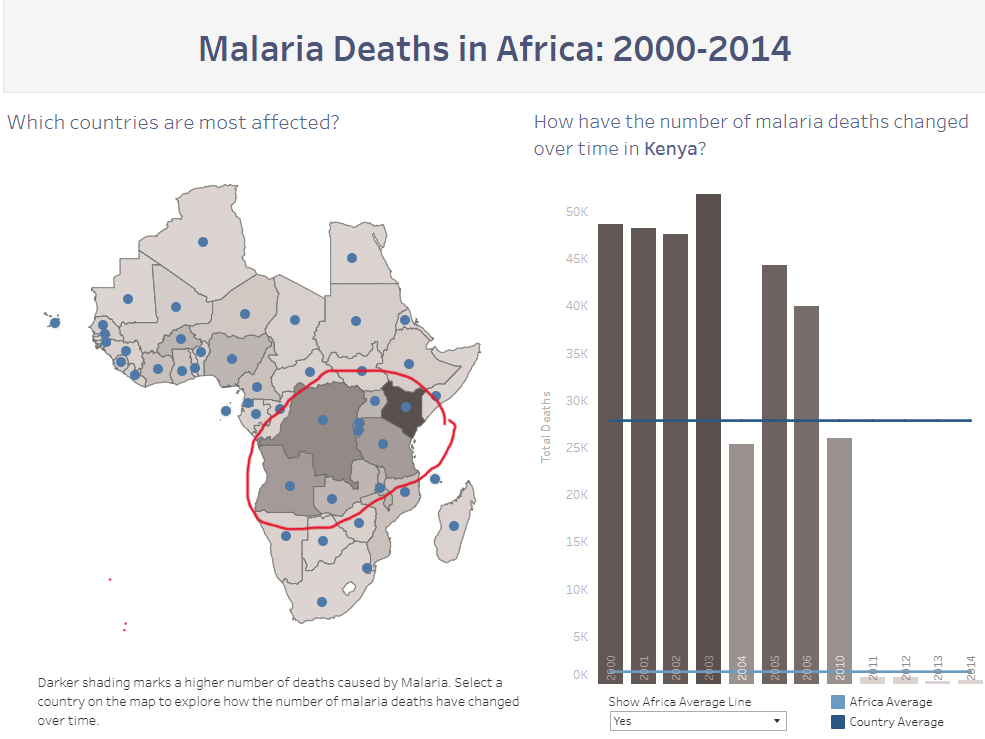 Malaria Deaths in Africa: 2000-2014
Which countries are most affected?
How have the number of malaria deaths changed
over time in Kenya?
50K
45K
40K
35K
30K
25K
20K
15K
10K
5K
0K
Total Deaths
2000
2001
2002
2003
2004
2005
2006
2010
2011
2012
2013
2014
Darker shading marks a higher number of deaths caused by Malaria. Select a
country on the map to explore how the number of malaria deaths have changed
over time.
Show Africa Average Line
Yes
Africa Average
Country Average